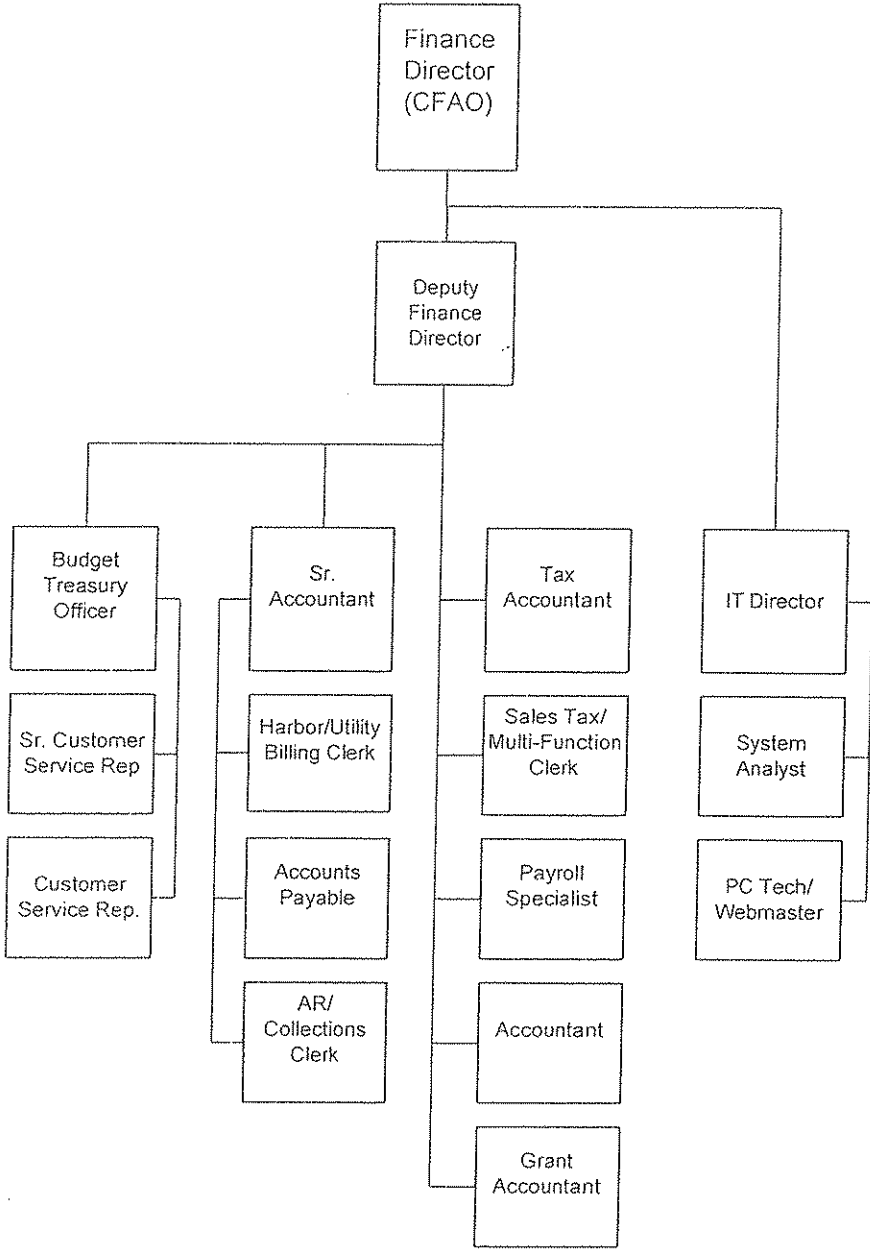 Finance
Director
(CFAO)
Deputy
Finance
Director
Budget
Treasury
Officer
Sr.
Accountant
Tax
Accountant
IT Director
Sr. Customer
Service Rep
Harbor/Utility
Billing Clerk
Sales Tax/
Multi-Function
Clerk
System
Analyst
Customer
Service Rep.
Accounts
Payable
Payroll
Specialist
PC Tech/
Webmaster
AR/
Collections
Clerk
Accountant
Grant
Accountant